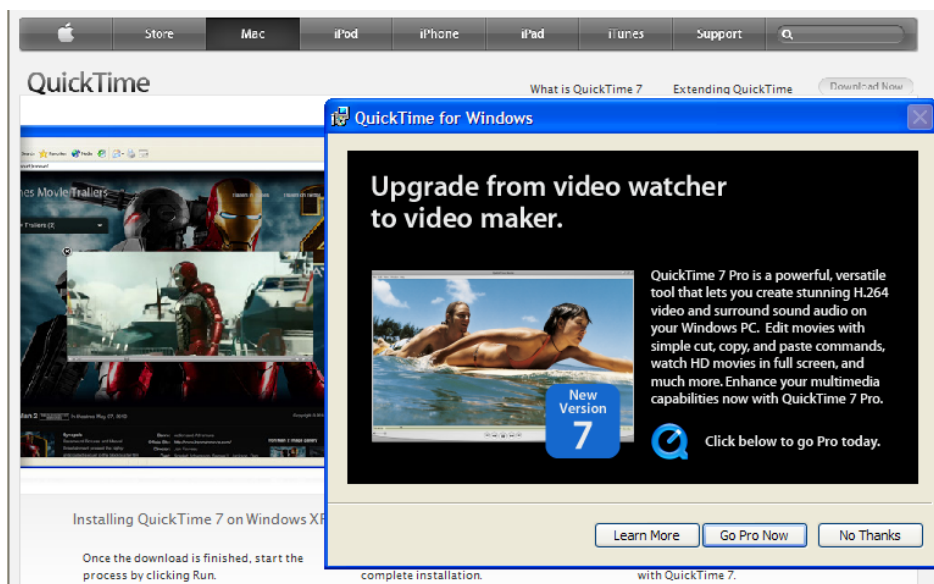 Store Mac iPod iPhone iPad iTunes Support
QuickTime
What is QuickTime 7 Extending QuickTime Download Now
QuickTime for Windows
Movie Trailers
Trailers (2)
Upgrade from video watcher
to video maker.
QuickTime 7 Pro is a powerful, versatile
tool that lets you create stunning H.264
video and surround sound audio on
your Windows PC. Edit movies with
simple cut, copy, and paste commands,
watch HD movies in full screen, and
much more. Enhance your multimedia
capabilities now with QuickTime 7 Pro.
New
Version
7
Click below to go Pro today.
Learn More Go Pro Now No Thanks
Installing QuickTime 7 on Windows XP
Once the download is finished, start the
process by clicking Run.
complete installation.
with QuickTime 7.